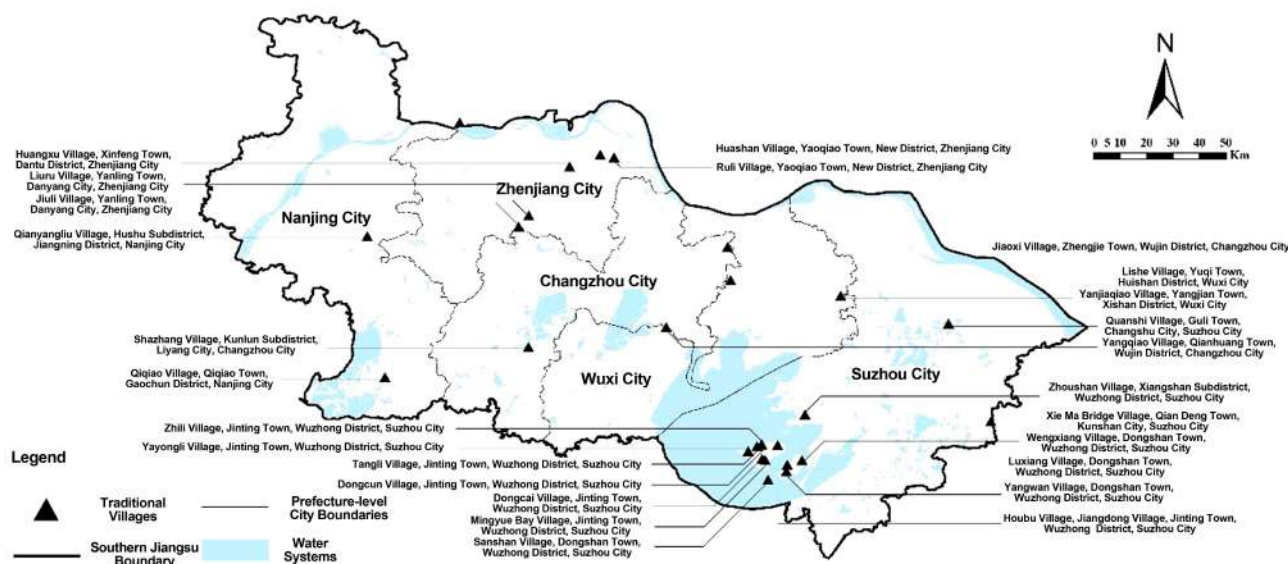 N
0 5 10 20 30 40 50
Km
Huangxu Village, Xinfeng Town,
Dantu District, Zhenjiang City
Liuru Village, Yanling Town,
Danyang City, Zhenjiang City
Jiuli Village, Yanling Town,
Danyang City, Zhenjiang City
Qianyangliu Village, Hushu Subdistrict,
Jiangning District, Nanjing City
Shazhang Village, Kunlun Subdistrict,
Liyang City, Changzhou City
Qiqiao Village, Qiqiao Town,
Gaochun District, Nanjing City
Zhili Village, Jinting Town, Wuzhong District, Suzhou City
Yayongli Village, Jinting Town, Wuzhong District, Suzhou City
Tangli Village, Jinting Town, Wuzhong District, Suzhou City
Dongcun Village, Jinting Town, Wuzhong District, Suzhou City
Dongcai Village, Jinting Town,
Wuzhong District, Suzhou City
Mingyue Bay Village, Jinting Town,
Wuzhong District, Suzhou City
Sanshan Village, Dongshan Town,
Wuzhong District, Suzhou City
Nanjing City
Zhenjiang City
Changzhou City
Wuxi City
Suzhou City
Huashan Village, Yaoqiao Town, New District, Zhenjiang City
Ruli Village, Yaoqiao Town, New District, Zhenjiang City
Jiaoxi Village, Zhengjie Town, Wujin District, Changzhou City
Lishe Village, Yuqi Town,
Huishan District, Wuxi City
Yanjiaqiao Village, Yangjian Town,
Xishan District, Wuxi City
Quanshi Village, Guli Town,
Changshu City, Suzhou City
Yangqiao Village, Qianhuang Town,
Wujin District, Changzhou City
Zhoushan Village, Xiangshan Subdistrict,
Wuzhong District, Suzhou City
Xie Ma Bridge Village, Qian Deng Town,
Kunshan City, Suzhou City
Wengxiang Village, Dongshan Town,
Wuzhong District, Suzhou City
Luxiang Village, Dongshan Town,
Wuzhong District, Suzhou City
Yangwan Village, Dongshan Town,
Wuzhong District, Suzhou City
Houbu Village, Jiangdong Village, Jinting Town,
Wuzhong District, Suzhou City
Legend
Traditional
Villages
Prefecture-level
City Boundaries
Southern Jiangsu
Boundary
Water
Systems